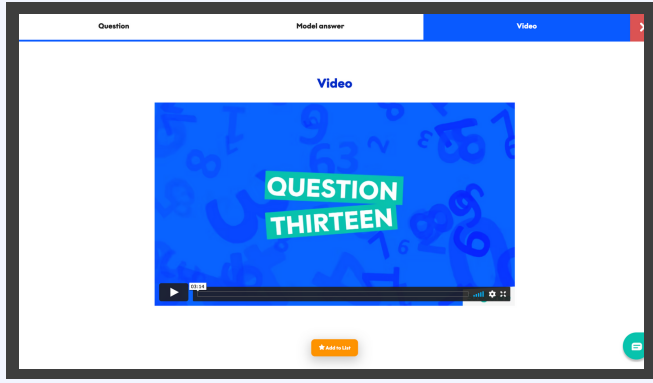 Question Model answer Video
Video
QUESTION
THIRTEEN
03:14
Add to List